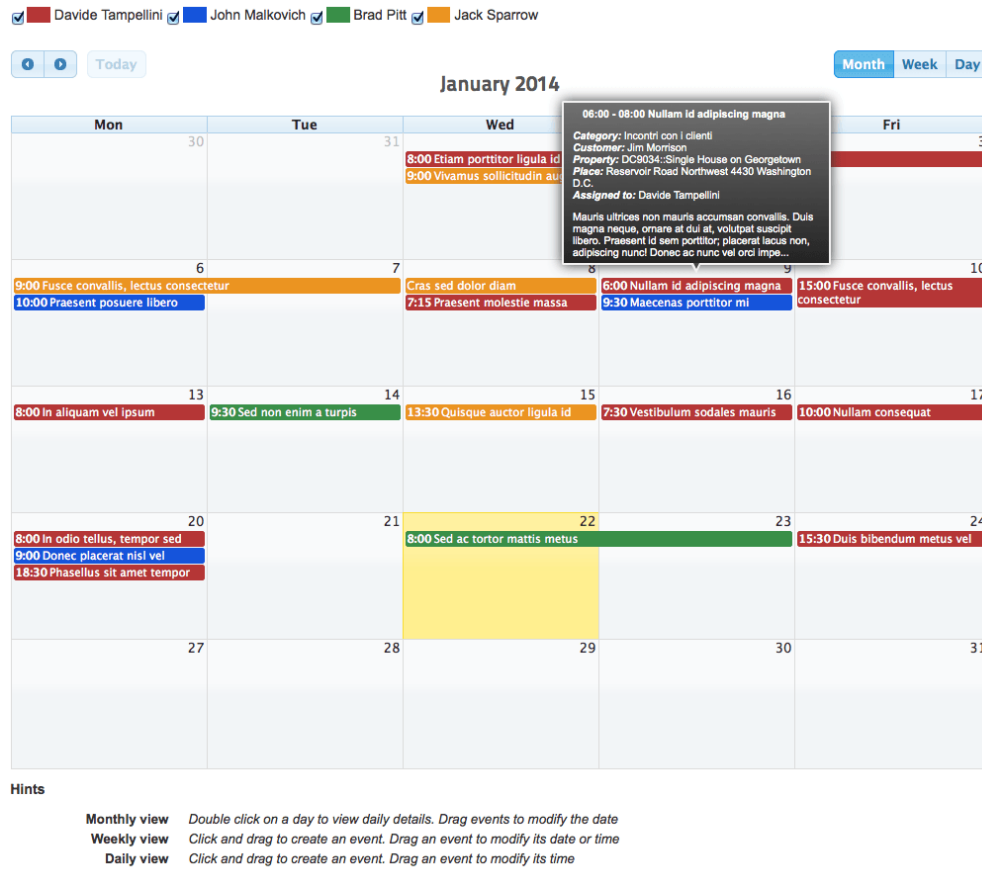 Davide Tampellini John Malkovich Brad Pitt Jack Sparrow
Today
Month Week Day
January 2014
Mon Tue Wed Fri
06:00 - 08:00 Nullam id adipiscing magna
Category: Incontri con i clienti
Customer: Jim Morrison
Property: DC9034::Single House on Georgetown
Place: Reservoir Road Northwest 4430 Washington
D.C.
Assigned to: Davide Tampellini
Mauris ultrices non mauris accumsan convallis. Duis
magna neque, ornare at dui at, volutpat suscipit
libero. Praesent id sem porttitor; placerat lacus non,
adipiscing nunc! Donec ac nunc vel orci impe...
30 31 3
8:00 Etiam porttitor ligula id
9:00 Vivamus sollicitudin au
6 7 8 9 10
9:00 Fusce convallis, lectus consectetur
Cras sed dolor diam
6:00 Nullam id adipiscing magna
15:00 Fusce convallis, lectus
consectetur
10:00 Praesent posuere libero
7:15 Praesent molestie massa
9:30 Maecenas porttitor mi
13 14 15 16 17
8:00 In aliquam vel ipsum
9:30 Sed non enim a turpis
13:30 Quisque auctor ligula id
7:30 Vestibulum sodales mauris
10:00 Nullam consequat
20 21 22 23 24
8:00 In odio tellus, tempor sed
8:00 Sed ac tortor mattis metus
15:30 Duis bibendum metus vel
9:00 Donec placerat nisl vel
18:30 Phasellus sit amet tempor
27 28 29 30 31
Hints
Monthly view Double click on a day to view daily details. Drag events to modify the date
Weekly view Click and drag to create an event. Drag an event to modify its date or time
Daily view Click and drag to create an event. Drag an event to modify its time